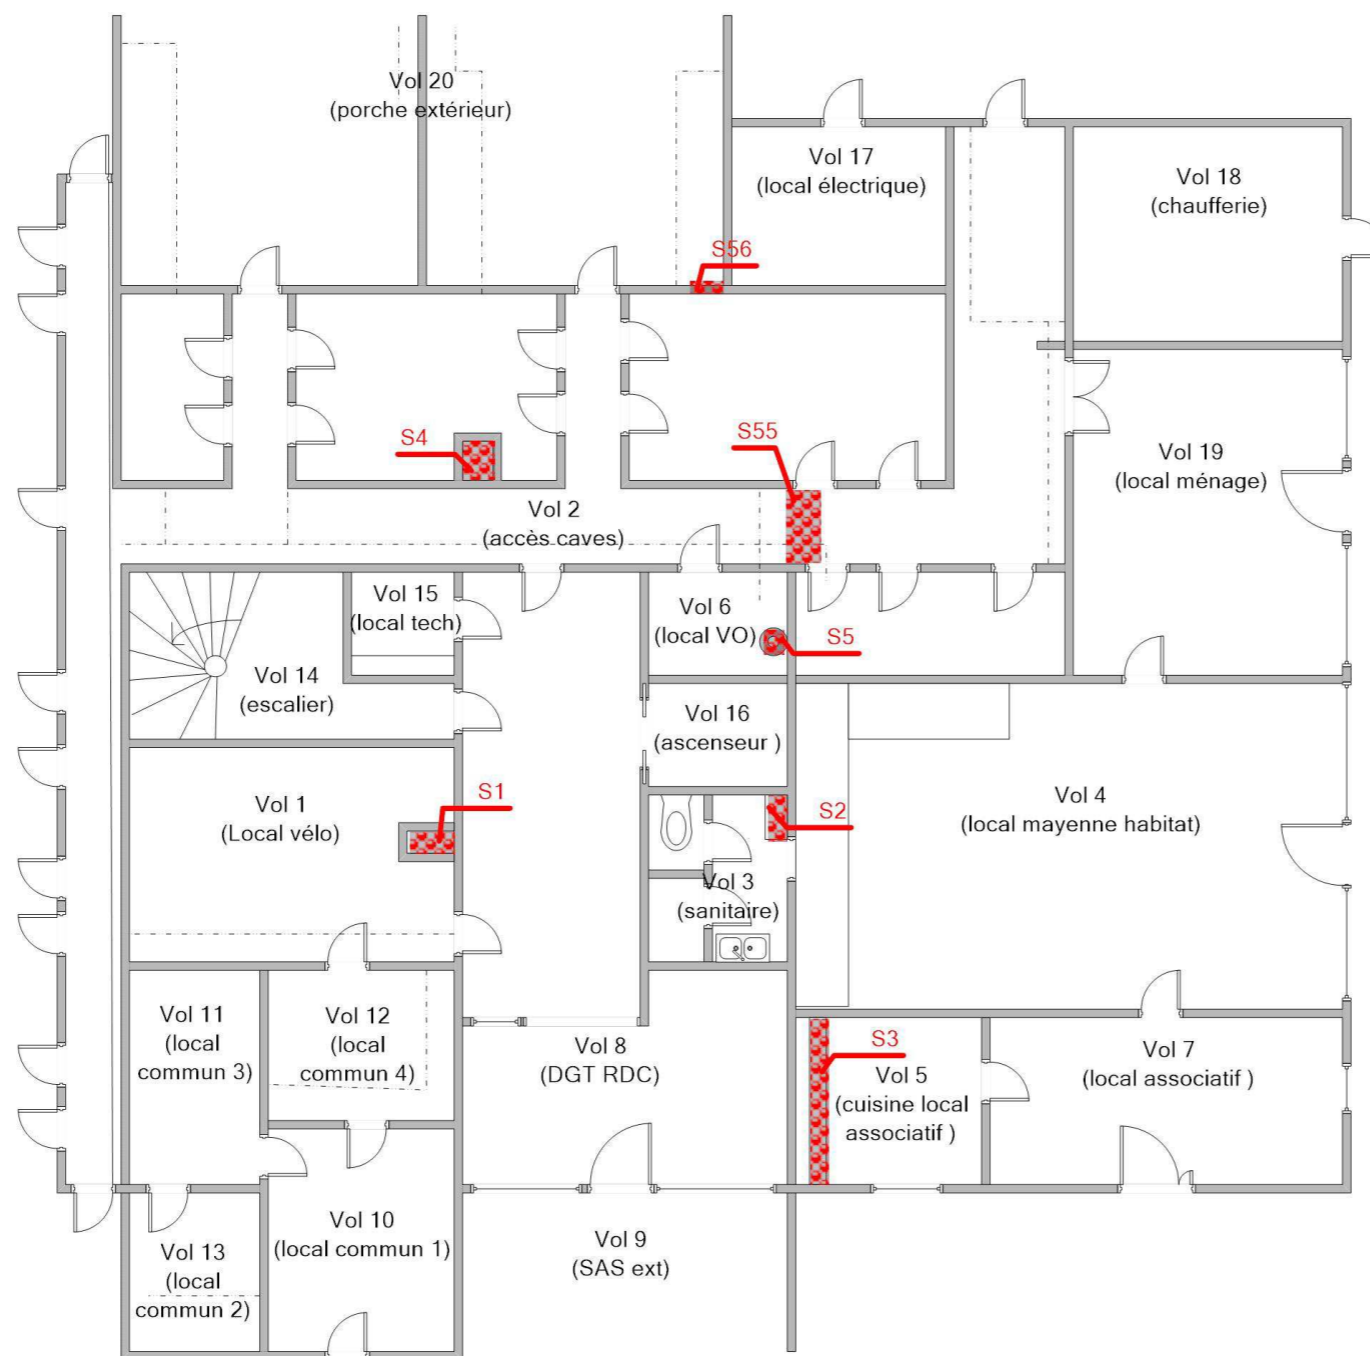 Vol 20
(porche extérieur)
Vol 17
(local électrique)
Vol 18
(chaufferie)
S56
S4
S55
Vol 19
(local ménage)
Vol 2
(accès caves)
Vol 15
(local tech)
Vol 6
(local VO)
S5
Vol 14
(escalier)
Vol 16
(ascenseur )
S1
S2
Vol 1
(Local vélo)
Vol 4
(local mayenne habitat)
Vol 3
(sanitaire)
Vol 11
(local
commun 3)
Vol 12
(local
commun 4)
Vol 8
(DGT RDC)
S3
Vol 5
(cuisine local
associatif )
Vol 7
(local associatif )
Vol 13
(local
commun 2)
Vol 10
(local commun 1)
Vol 9
(SAS ext)